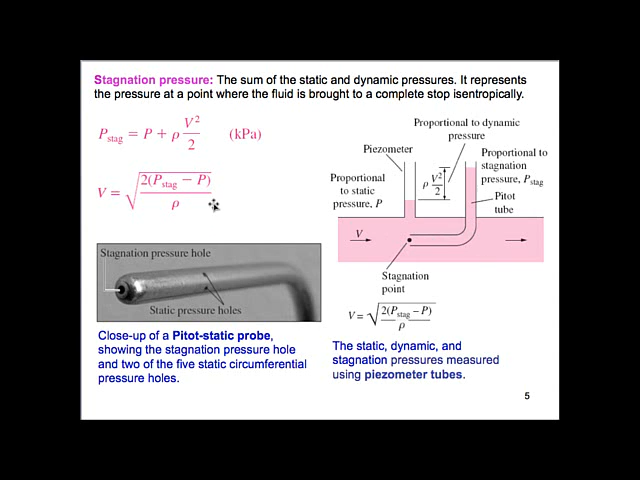 Stagnation pressure: The sum of the static and dynamic pressures. It represents
the pressure at a point where the fluid is brought to a complete stop isentropically.
P_stag = P + ρ V²/2 (kPa)
V = √(2(P_stag − P)/ρ)
Stagnation pressure hole
Static pressure holes
Close-up of a Pitot-static probe,
showing the stagnation pressure hole
and two of the five static circumferential
pressure holes.
Proportional to dynamic
pressure
Piezometer
Proportional
to static
pressure, P
ρ V²/2
Proportional to
stagnation
pressure, P_stag
Pitot
tube
V
Stagnation
point
V = √(2(P_stag − P)/ρ)
The static, dynamic, and
stagnation pressures measured
using piezometer tubes.
5